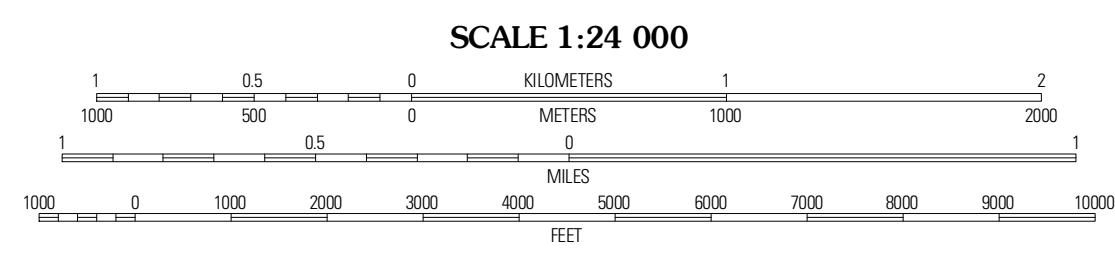 SCALE 1:24 000
1 0.5 0 KILOMETERS 1 2
1000 500 0 METERS 1000 2000
1 0.5 0 1
MILES
1000 0 1000 2000 3000 4000 5000 6000 7000 8000 9000 10000
FEET